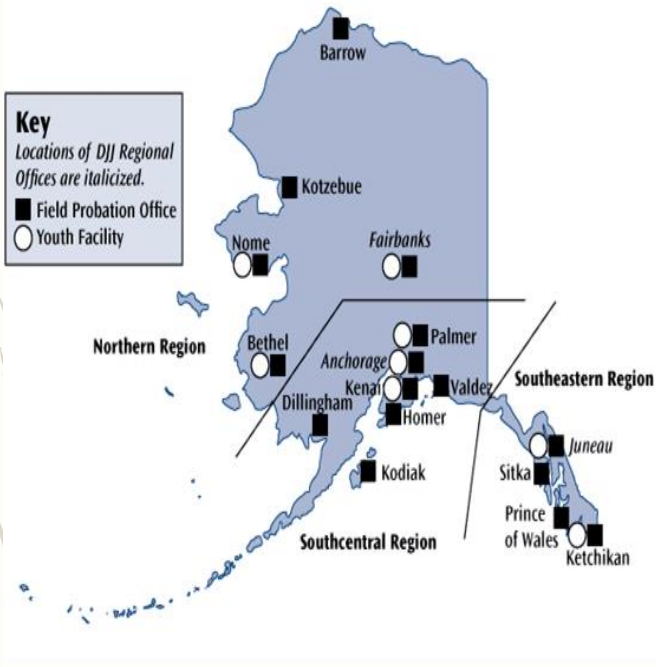 Barrow
Key
Locations of DJJ Regional
Offices are italicized.
Field Probation Office
Youth Facility
Kotzebue
Nome
Fairbanks
Northern Region
Bethel
Palmer
Anchorage
Kenai
Valdez
Southeastern Region
Dillingham
Homer
Juneau
Kodiak
Sitka
Prince
of Wales
Ketchikan
Southcentral Region